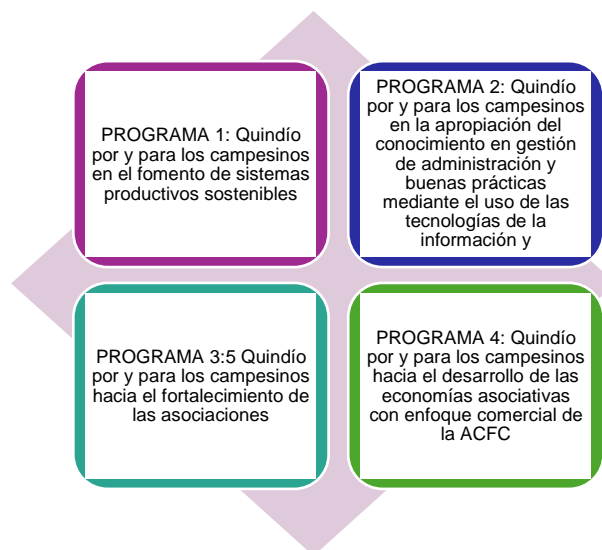 PROGRAMA 1: Quindío
por y para los campesinos
en el fomento de sistemas
productivos sostenibles
PROGRAMA 2: Quindío
por y para los campesinos
en la apropiación del
conocimiento en gestión
de administración y
buenas prácticas
mediante el uso de las
tecnologías de la
información y
PROGRAMA 3:5 Quindío
por y para los campesinos
hacia el fortalecimiento de
las asociaciones
PROGRAMA 4: Quindío
por y para los campesinos
hacia el desarrollo de las
economías asociativas
con enfoque comercial de
la ACFC